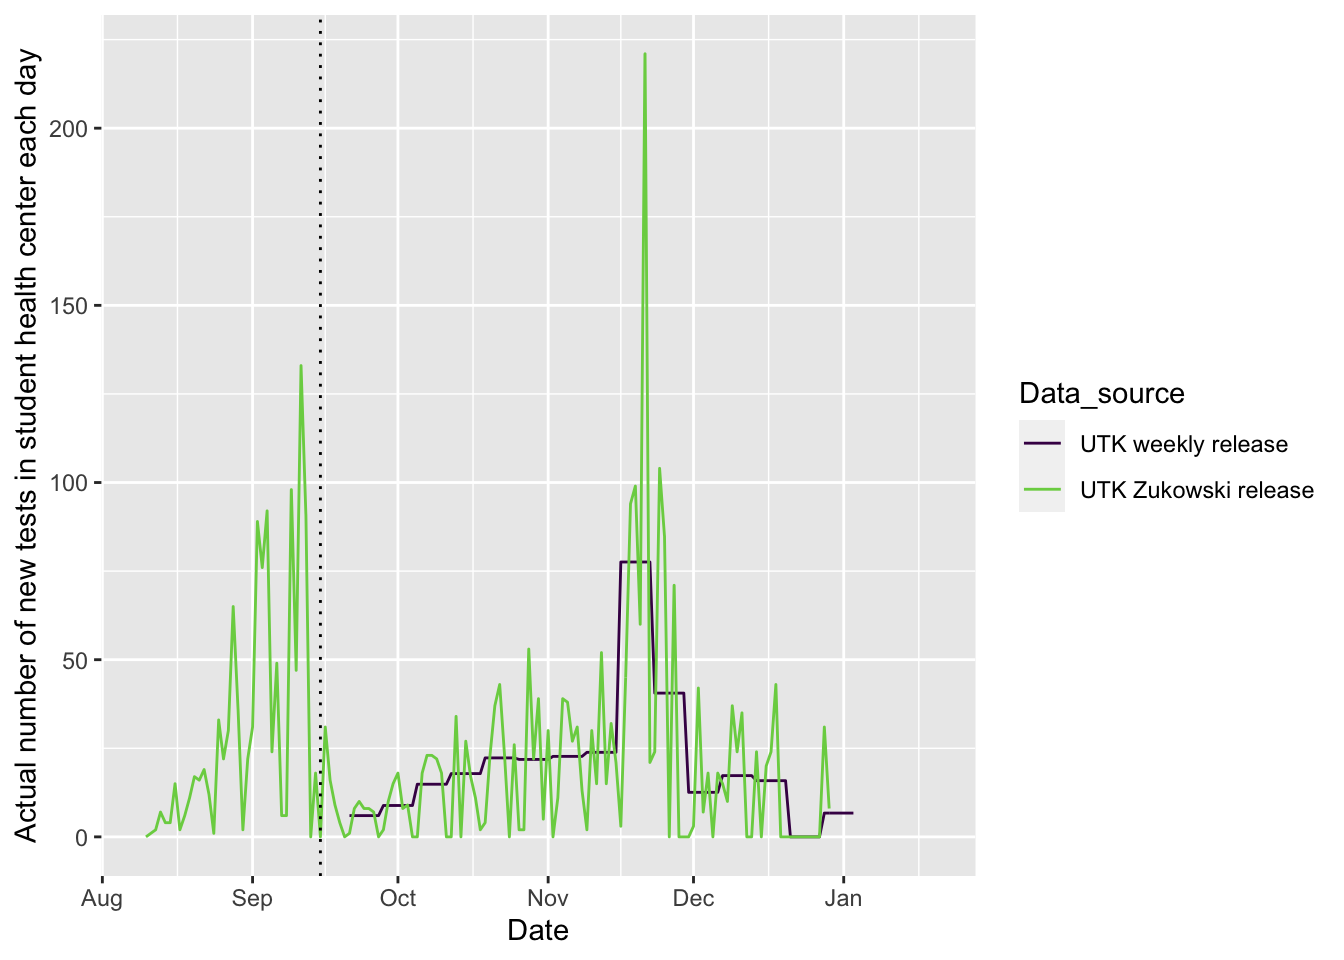 Actual number of new tests in student health center each day
200
150
100
50
0
Aug Sep Oct Nov Dec Jan
Date
Data_source
UTK weekly release
UTK Zukowski release